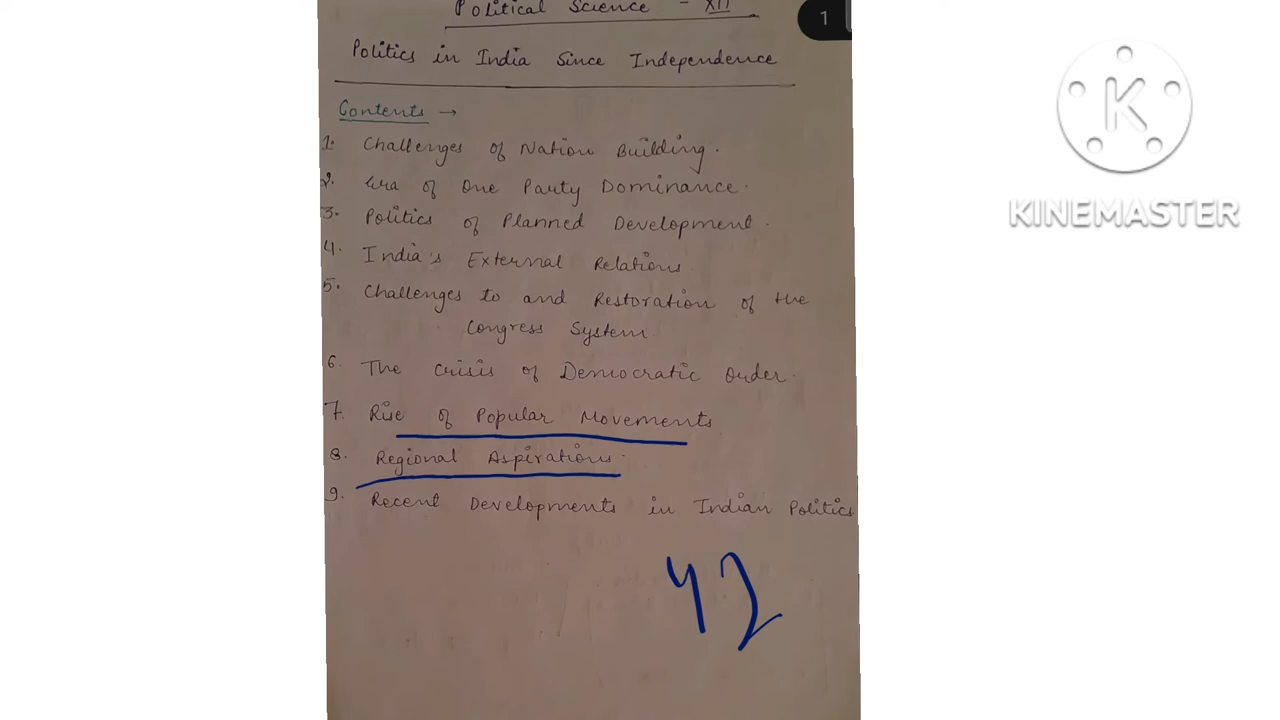 Political Science - XII
1
Politics in India Since Independence
Contents →
1. Challenges of Nation Building.
2. Era of One Party Dominance.
3. Politics of Planned Development.
4. India's External Relations.
5. Challenges to and Restoration of the
Congress System
6. The Crisis of Democratic Order.
7. Rise of Popular Movements
8. Regional Aspirations.
9. Recent Developments in Indian Politics
42
K
KINEMASTER